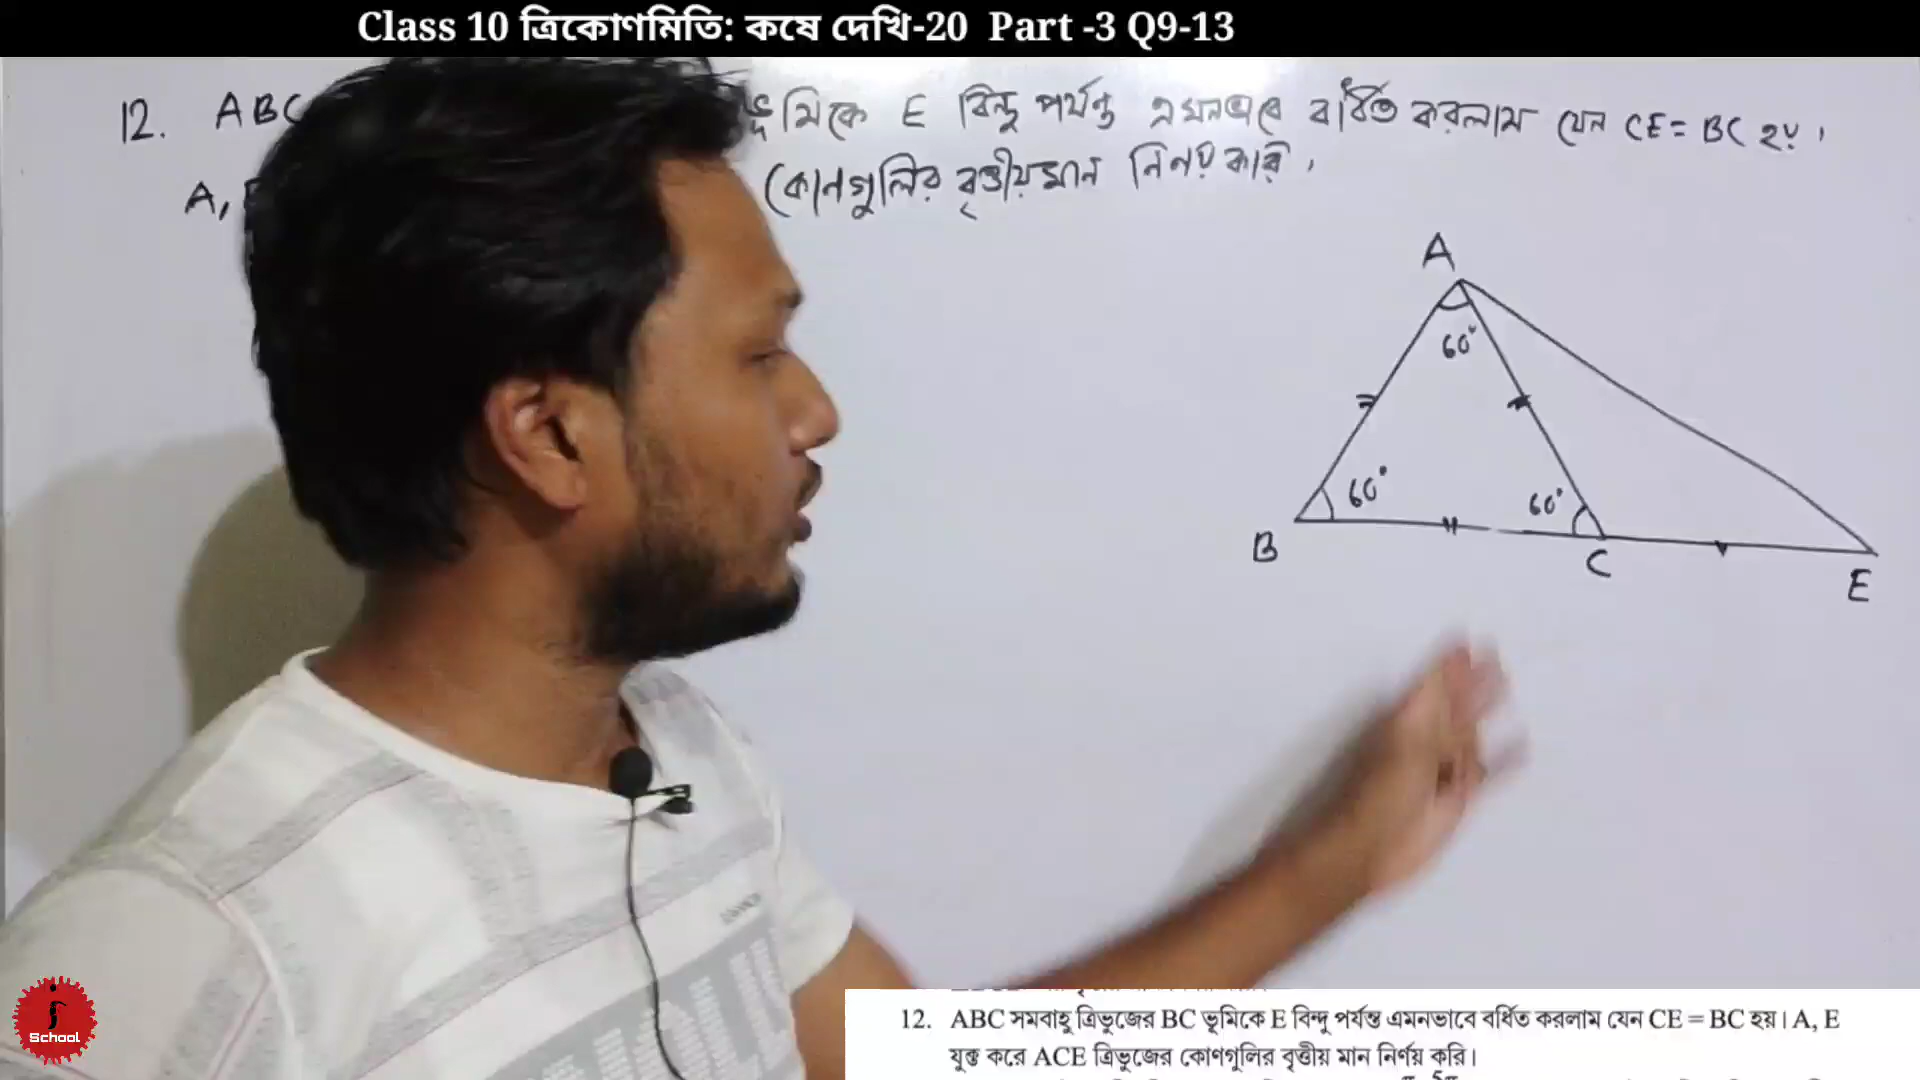 Class 10 ত্রিকোণমিতি: কষে দেখি-20 Part -3 Q9-13
12. ABC মিকে E বিন্দু পর্যন্ত এমনভাবে বর্ধিত করলাম যেন CE = BC হয়।
A, কোনগুলির বৃত্তীয়মান নির্নয় করি।
A
60°
60°
60°
B
C
E
School
12. ABC সমবাহু ত্রিভুজের BC ভূমিকে E বিন্দু পর্যন্ত এমনভাবে বর্ধিত করলাম যেন CE = BC হয়। A, E
যুক্ত করে ACE ত্রিভুজের কোণগুলির বৃত্তীয় মান নির্ণয় করি।